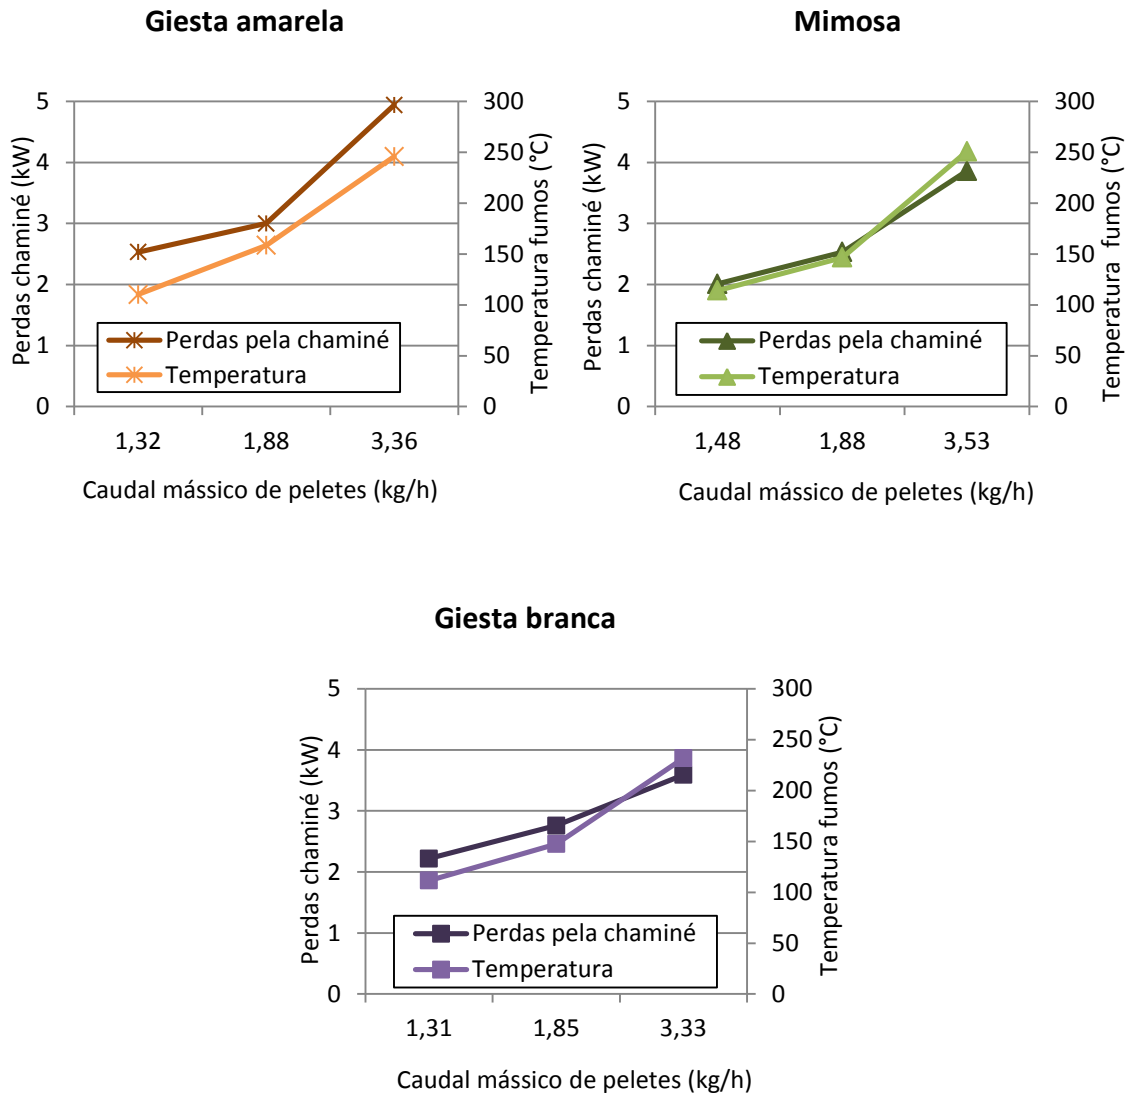 Giesta amarela
Perdas chaminé (kW)
5
4
3
2
1
0
300
250
200
150
100
50
0
Temperatura fumos (°C)
Perdas pela chaminé
Temperatura
1,32 1,88 3,36
Caudal mássico de peletes (kg/h)
Mimosa
Perdas chaminé (kW)
5
4
3
2
1
0
300
250
200
150
100
50
0
Temperatura fumos (°C)
Perdas pela chaminé
Temperatura
1,48 1,88 3,53
Caudal mássico de peletes (kg/h)
Giesta branca
Perdas chaminé (kW)
5
4
3
2
1
0
300
250
200
150
100
50
0
Temperatura fumos (°C)
Perdas pela chaminé
Temperatura
1,31 1,85 3,33
Caudal mássico de peletes (kg/h)